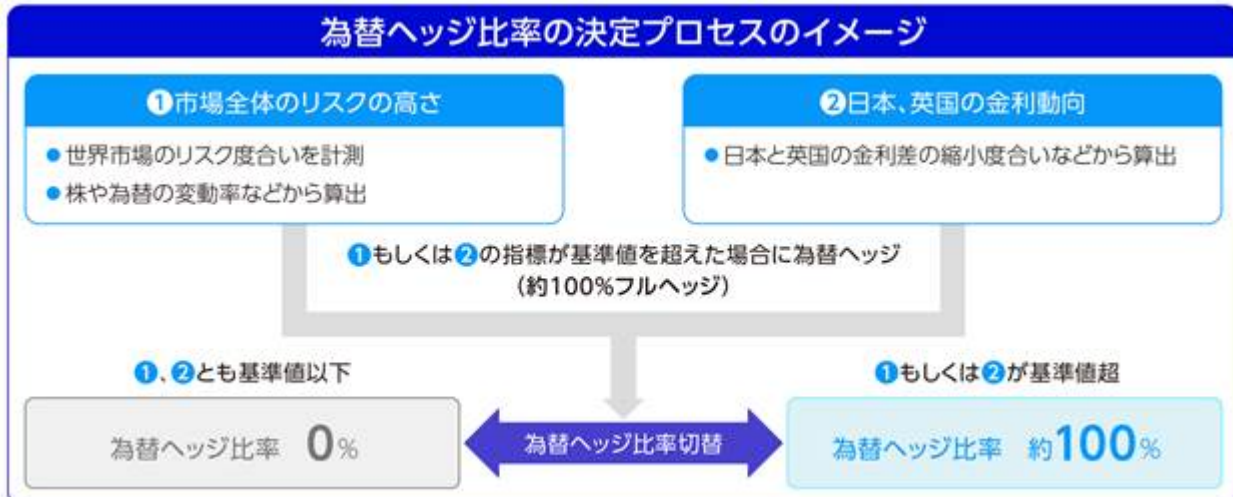 為替ヘッジ比率の決定プロセスのイメージ
❶市場全体のリスクの高さ
●世界市場のリスク度合いを計測
●株や為替の変動率などから算出
❷日本、英国の金利動向
●日本と英国の金利差の縮小度合いなどから算出
❶もしくは❷の指標が基準値を超えた場合に為替ヘッジ
(約100%フルヘッジ)
❶、❷とも基準値以下
❶もしくは❷が基準値超
為替ヘッジ比率 0%
為替ヘッジ比率切替
為替ヘッジ比率 約100%